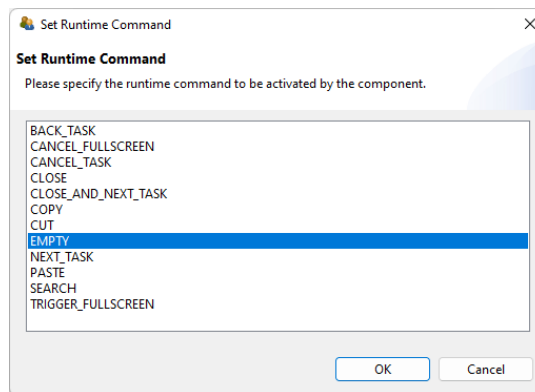 Set Runtime Command
Set Runtime Command
Please specify the runtime command to be activated by the component.
BACK_TASK
CANCEL_FULLSCREEN
CANCEL_TASK
CLOSE
CLOSE_AND_NEXT_TASK
COPY
CUT
EMPTY
NEXT_TASK
PASTE
SEARCH
TRIGGER_FULLSCREEN
OK Cancel